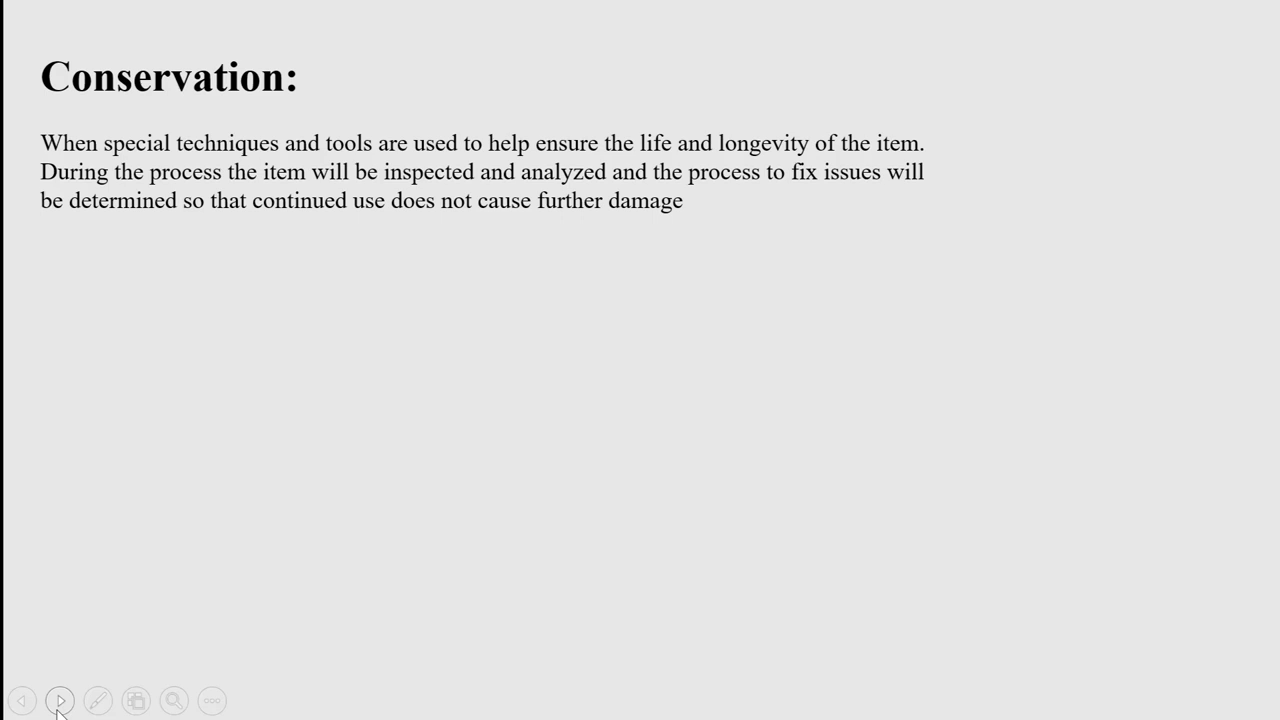 Conservation:
When special techniques and tools are used to help ensure the life and longevity of the item.
During the process the item will be inspected and analyzed and the process to fix issues will
be determined so that continued use does not cause further damage